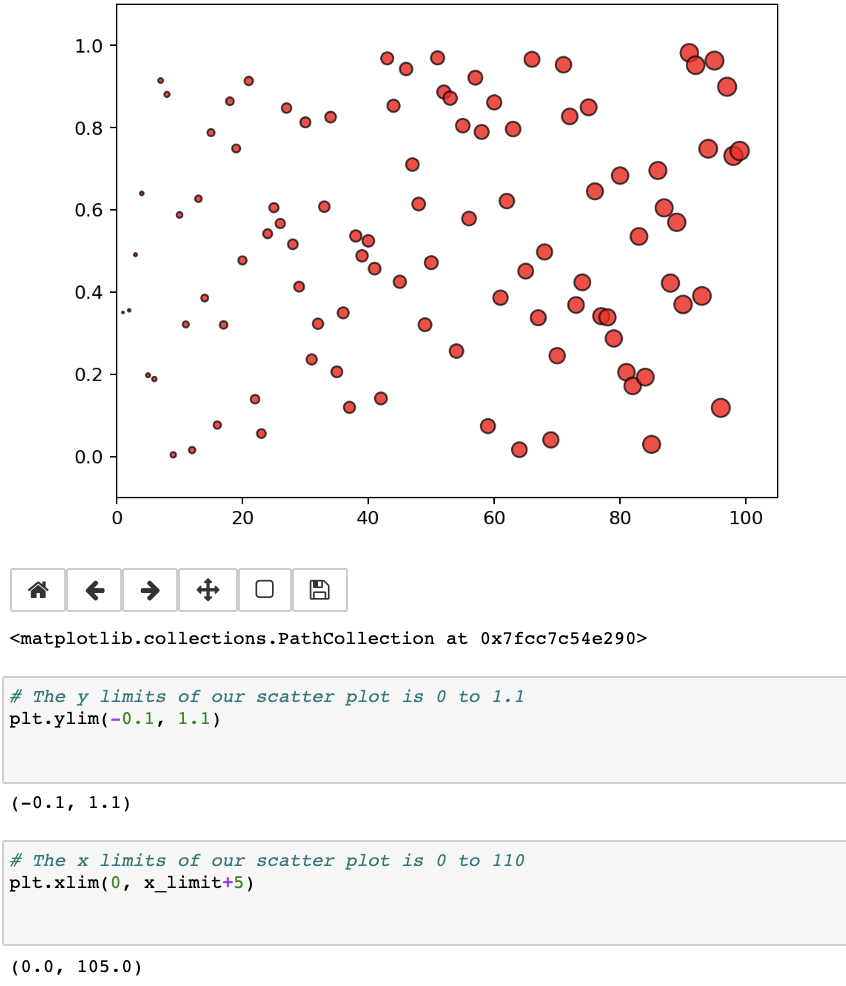 1.0
0.8
0.6
0.4
0.2
0.0
0 20 40 60 80 100
<matplotlib.collections.PathCollection at 0x7fcc7c54e290>
# The y limits of our scatter plot is 0 to 1.1
plt.ylim(-0.1, 1.1)
(-0.1, 1.1)
# The x limits of our scatter plot is 0 to 110
plt.xlim(0, x_limit+5)
(0.0, 105.0)